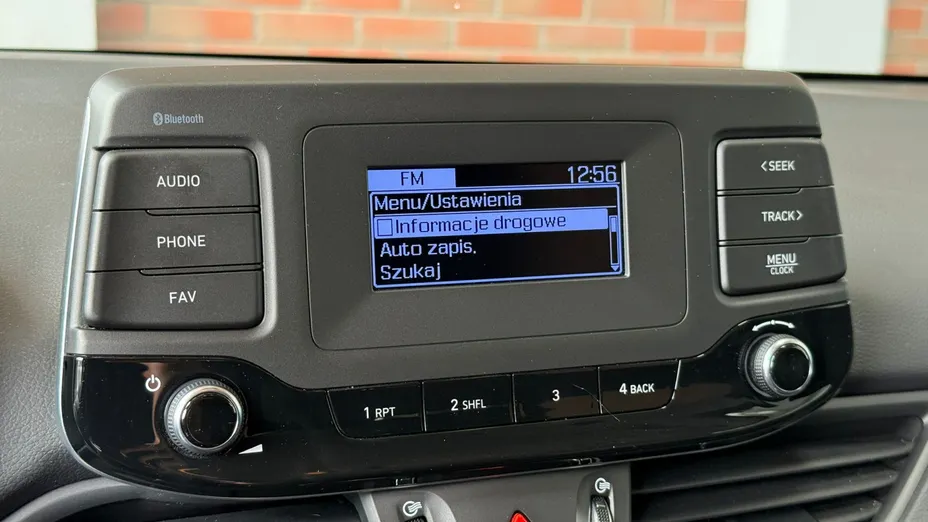 Bluetooth
AUDIO
PHONE
FAV
FM 12:56
Menu/Ustawienia
Informacje drogowe
Auto zapis.
Szukaj
<SEEK
TRACK>
MENU
CLOCK
1 RPT
2 SHFL
3
4 BACK